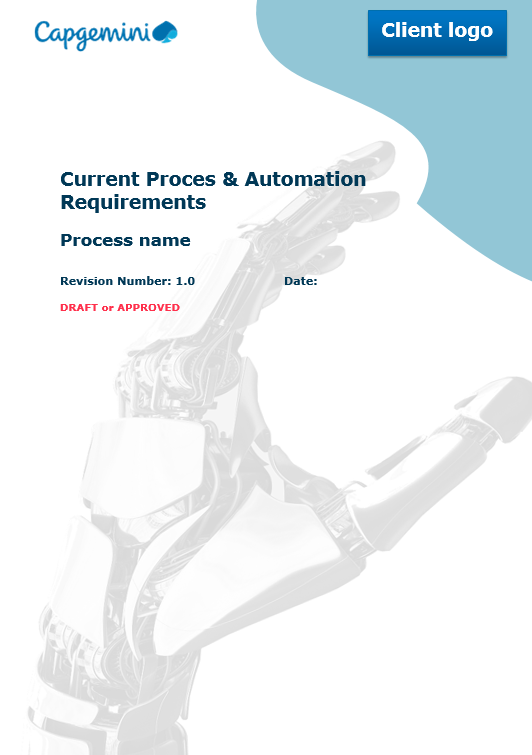 Capgemini
Client logo
Current Proces & Automation
Requirements
Process name
Revision Number: 1.0 Date:
DRAFT or APPROVED